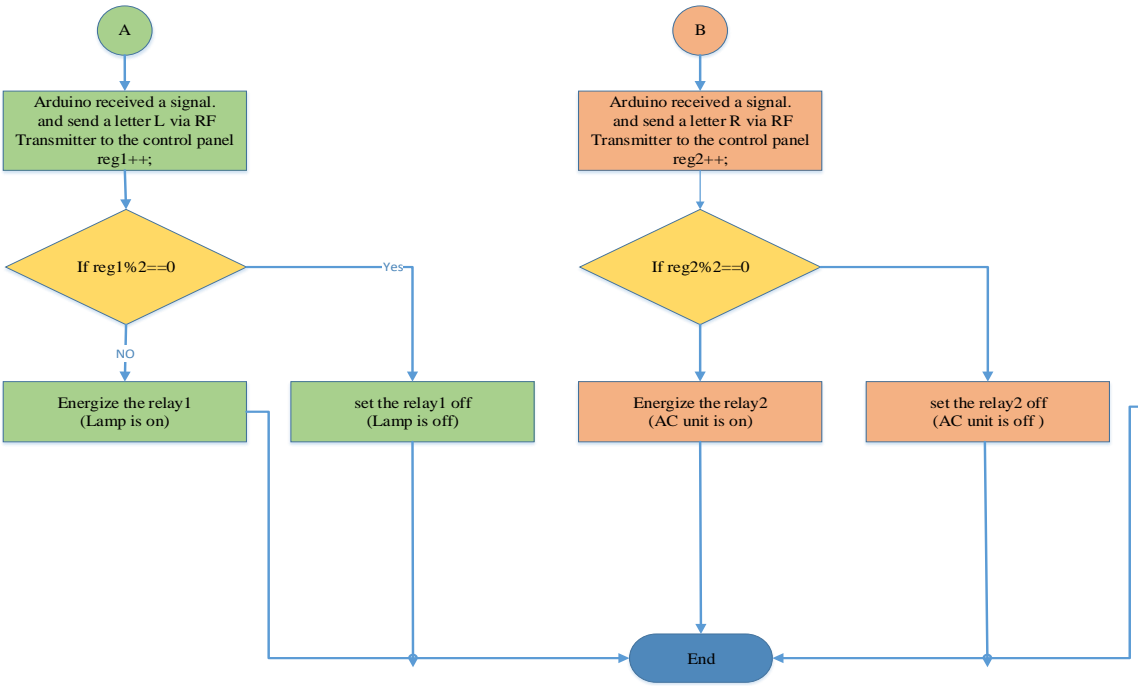 A
Arduino received a signal.
and send a letter L via RF
Transmitter to the control panel
reg1++;
If reg1%2==0
Yes
NO
Energize the relay1
(Lamp is on)
set the relay1 off
(Lamp is off)
B
Arduino received a signal.
and send a letter R via RF
Transmitter to the control panel
reg2++;
If reg2%2==0
Energize the relay2
(AC unit is on)
set the relay2 off
(AC unit is off )
End